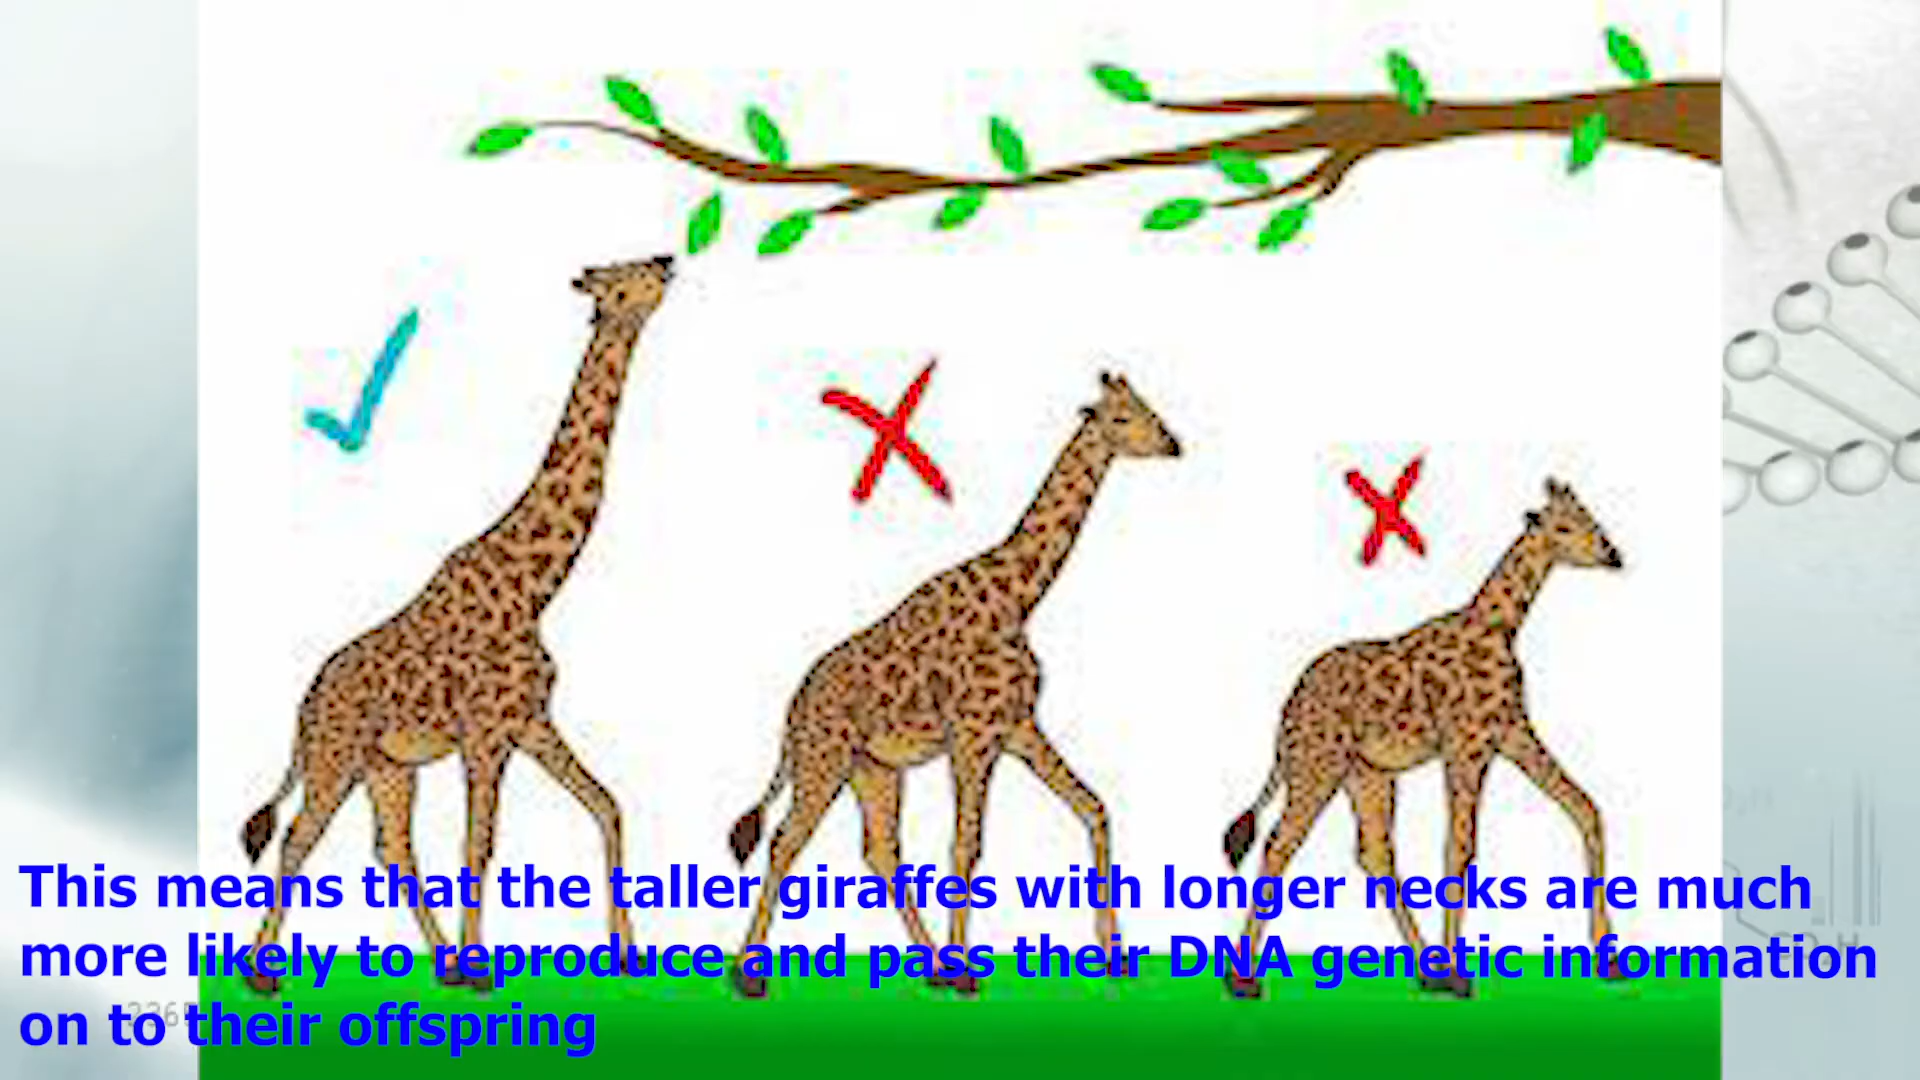 This means that the taller giraffes with longer necks are much
more likely to reproduce and pass their DNA genetic information
on to their offspring